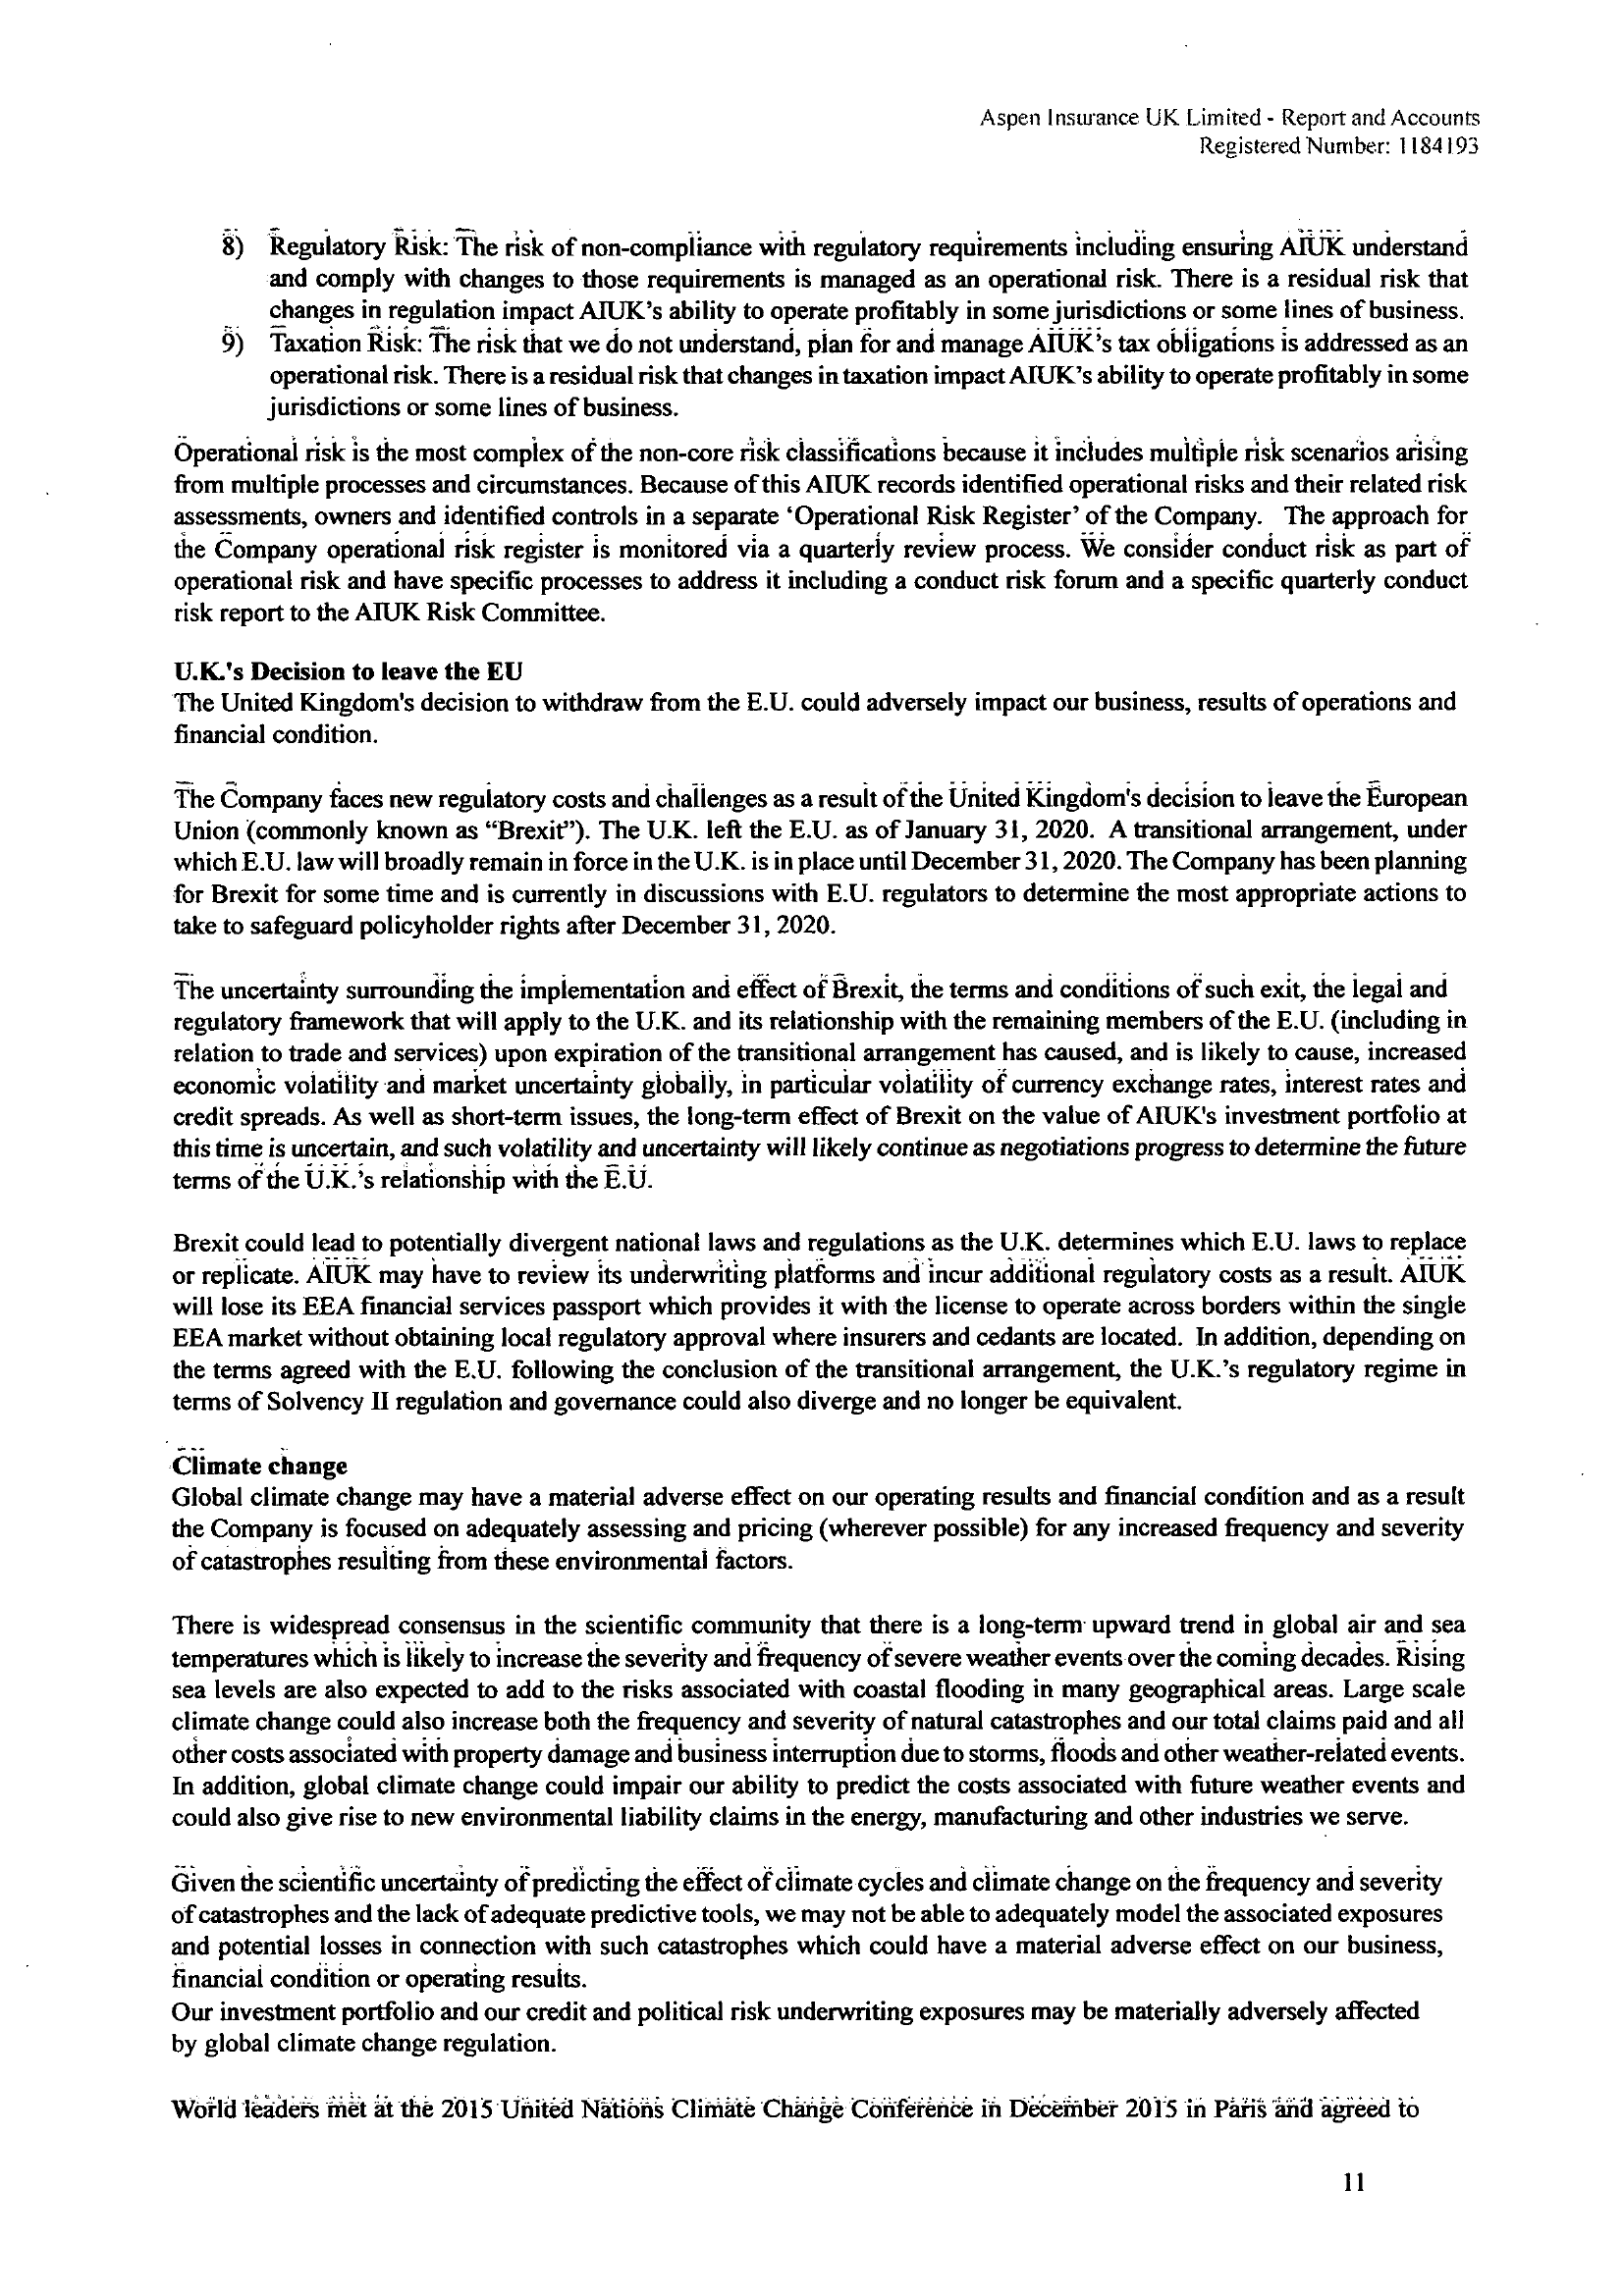 Aspen Insurance UK Limited - Report and Accounts
Registered Number: 1184193
8) Regulatory Risk: The risk of non-compliance with regulatory requirements including ensuring AIUK understand
and comply with changes to those requirements is managed as an operational risk. There is a residual risk that
changes in regulation impact AIUK's ability to operate profitably in some jurisdictions or some lines of business.
9) Taxation Risk: The risk that we do not understand, plan for and manage AIUK's tax obligations is addressed as an
operational risk. There is a residual risk that changes in taxation impact AIUK's ability to operate profitably in some
jurisdictions or some lines of business.
Operational risk is the most complex of the non-core risk classifications because it includes multiple risk scenarios arising
from multiple processes and circumstances. Because of this AIUK records identified operational risks and their related risk
assessments, owners and identified controls in a separate 'Operational Risk Register' of the Company. The approach for
the Company operational risk register is monitored via a quarterly review process. We consider conduct risk as part of
operational risk and have specific processes to address it including a conduct risk forum and a specific quarterly conduct
risk report to the AIUK Risk Committee.
U.K.'s Decision to leave the EU
The United Kingdom's decision to withdraw from the E.U. could adversely impact our business, results of operations and
financial condition.
The Company faces new regulatory costs and challenges as a result of the United Kingdom's decision to leave the European
Union (commonly known as "Brexit"). The U.K. left the E.U. as of January 31, 2020. A transitional arrangement, under
which E.U. law will broadly remain in force in the U.K. is in place until December 31, 2020. The Company has been planning
for Brexit for some time and is currently in discussions with E.U. regulators to determine the most appropriate actions to
take to safeguard policyholder rights after December 31, 2020.
The uncertainty surrounding the implementation and effect of Brexit, the terms and conditions of such exit, the legal and
regulatory framework that will apply to the U.K. and its relationship with the remaining members of the E.U. (including in
relation to trade and services) upon expiration of the transitional arrangement has caused, and is likely to cause, increased
economic volatility and market uncertainty globally, in particular volatility of currency exchange rates, interest rates and
credit spreads. As well as short-term issues, the long-term effect of Brexit on the value of AIUK's investment portfolio at
this time is uncertain, and such volatility and uncertainty will likely continue as negotiations progress to determine the future
terms of the U.K.'s relationship with the E.U.
Brexit could lead to potentially divergent national laws and regulations as the U.K. determines which E.U. laws to replace
or replicate. AIUK may have to review its underwriting platforms and incur additional regulatory costs as a result. AIUK
will lose its EEA financial services passport which provides it with the license to operate across borders within the single
EEA market without obtaining local regulatory approval where insurers and cedants are located. In addition, depending on
the terms agreed with the E.U. following the conclusion of the transitional arrangement, the U.K.'s regulatory regime in
terms of Solvency II regulation and governance could also diverge and no longer be equivalent.
Climate change
Global climate change may have a material adverse effect on our operating results and financial condition and as a result
the Company is focused on adequately assessing and pricing (wherever possible) for any increased frequency and severity
of catastrophes resulting from these environmental factors.
There is widespread consensus in the scientific community that there is a long-term upward trend in global air and sea
temperatures which is likely to increase the severity and frequency of severe weather events over the coming decades. Rising
sea levels are also expected to add to the risks associated with coastal flooding in many geographical areas. Large scale
climate change could also increase both the frequency and severity of natural catastrophes and our total claims paid and all
other costs associated with property damage and business interruption due to storms, floods and other weather-related events.
In addition, global climate change could impair our ability to predict the costs associated with future weather events and
could also give rise to new environmental liability claims in the energy, manufacturing and other industries we serve.
Given the scientific uncertainty of predicting the effect of climate cycles and climate change on the frequency and severity
of catastrophes and the lack of adequate predictive tools, we may not be able to adequately model the associated exposures
and potential losses in connection with such catastrophes which could have a material adverse effect on our business,
financial condition or operating results.
Our investment portfolio and our credit and political risk underwriting exposures may be materially adversely affected
by global climate change regulation.
World leaders met at the 2015 United Nations Climate Change Conference in December 2015 in Paris and agreed to
11